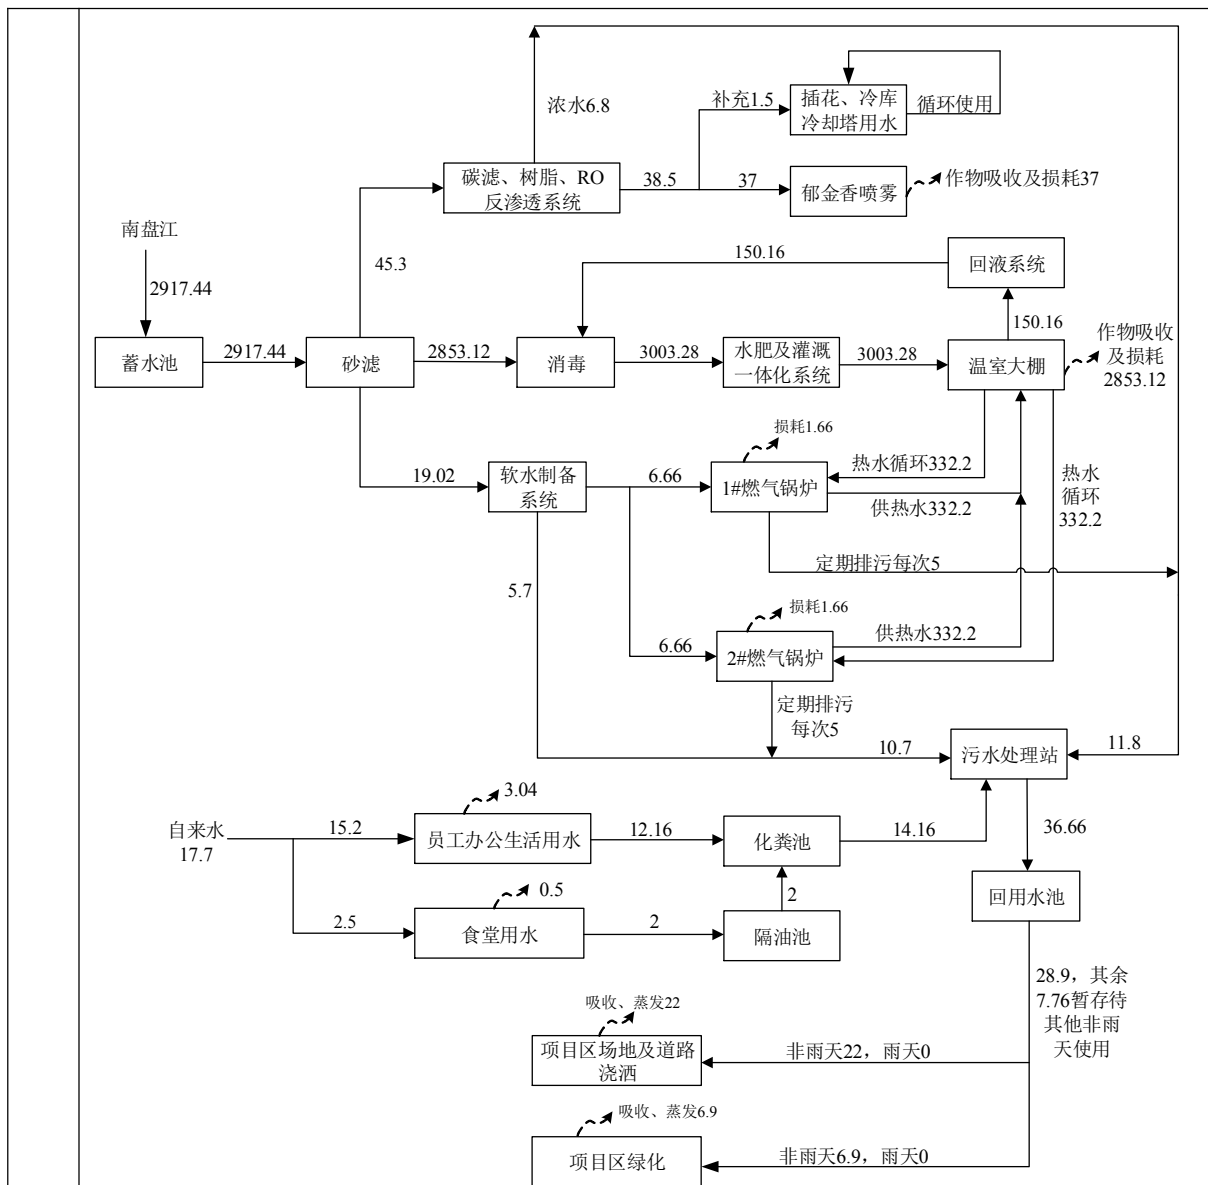 浓水6.8
补充1.5
插花、冷库
冷却塔用水
循环使用
碳滤、树脂、RO
反渗透系统
38.5
37
郁金香喷雾
作物吸收及损耗37
南盘江
2917.44
45.3
150.16
回液系统
150.16
蓄水池
2917.44
砂滤
2853.12
消毒
3003.28
水肥及灌溉
一体化系统
3003.28
温室大棚
作物吸收
及损耗
2853.12
损耗1.66
19.02
软水制备
系统
6.66
1#燃气锅炉
热水循环332.2
供热水332.2
热水
循环
332.2
定期排污每次5
5.7
损耗1.66
6.66
2#燃气锅炉
供热水332.2
定期排污
每次5
10.7
污水处理站
11.8
自来水
17.7
15.2
3.04
员工办公生活用水
12.16
化粪池
14.16
36.66
2.5
0.5
食堂用水
2
隔油池
2
回用水池
28.9，其余
7.76暂存待
其他非雨
天使用
吸收、蒸发22
项目区场地及道路
浇洒
非雨天22，雨天0
吸收、蒸发6.9
项目区绿化
非雨天6.9，雨天0